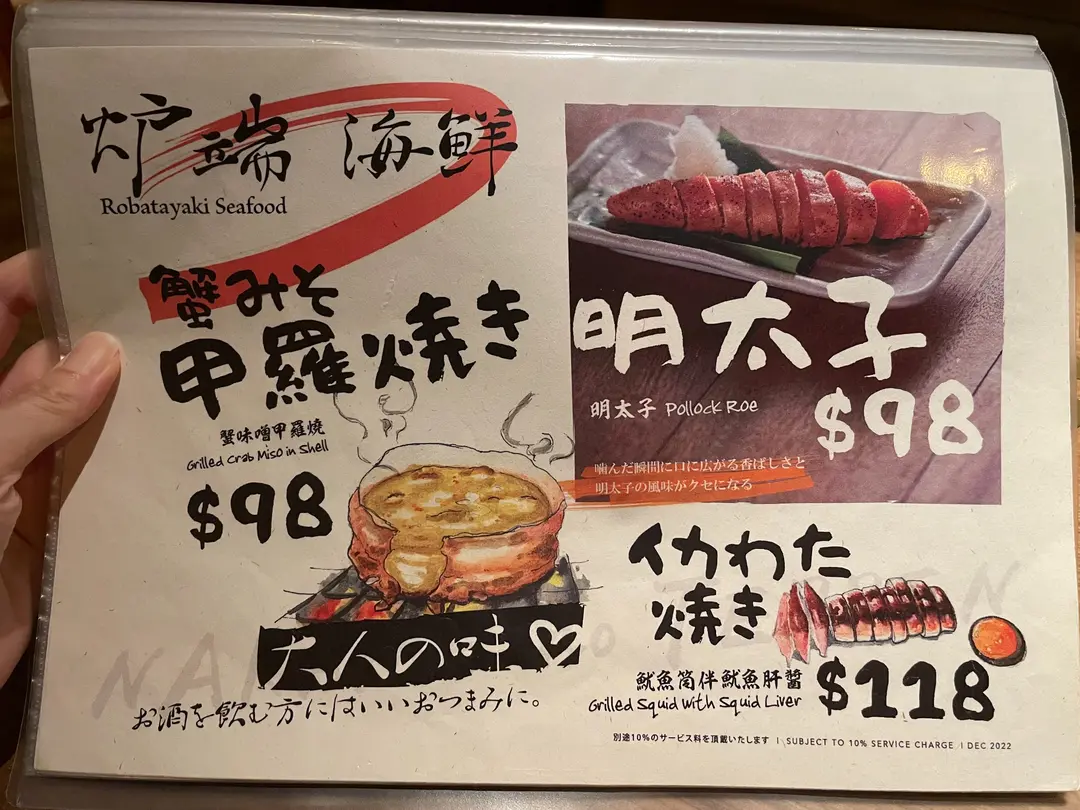 炉端 海鮮
Robatayaki Seafood
蟹みそ
甲羅焼き
蟹味噌甲羅燒
Grilled Crab Miso in Shell
$98
大人の味♡
お酒を飲む方にはいいおつまみに。
明太子
$98
明太子 Pollock Roe
噛んだ瞬間に口に広がる香ばしさと
明太子の風味がクセになる
イカわた
焼き
魷魚筒伴魷魚肝醬
Grilled Squid with Squid Liver
$118
別途10%のサービス料を頂戴いたします | SUBJECT TO 10% SERVICE CHARGE | DEC 2022